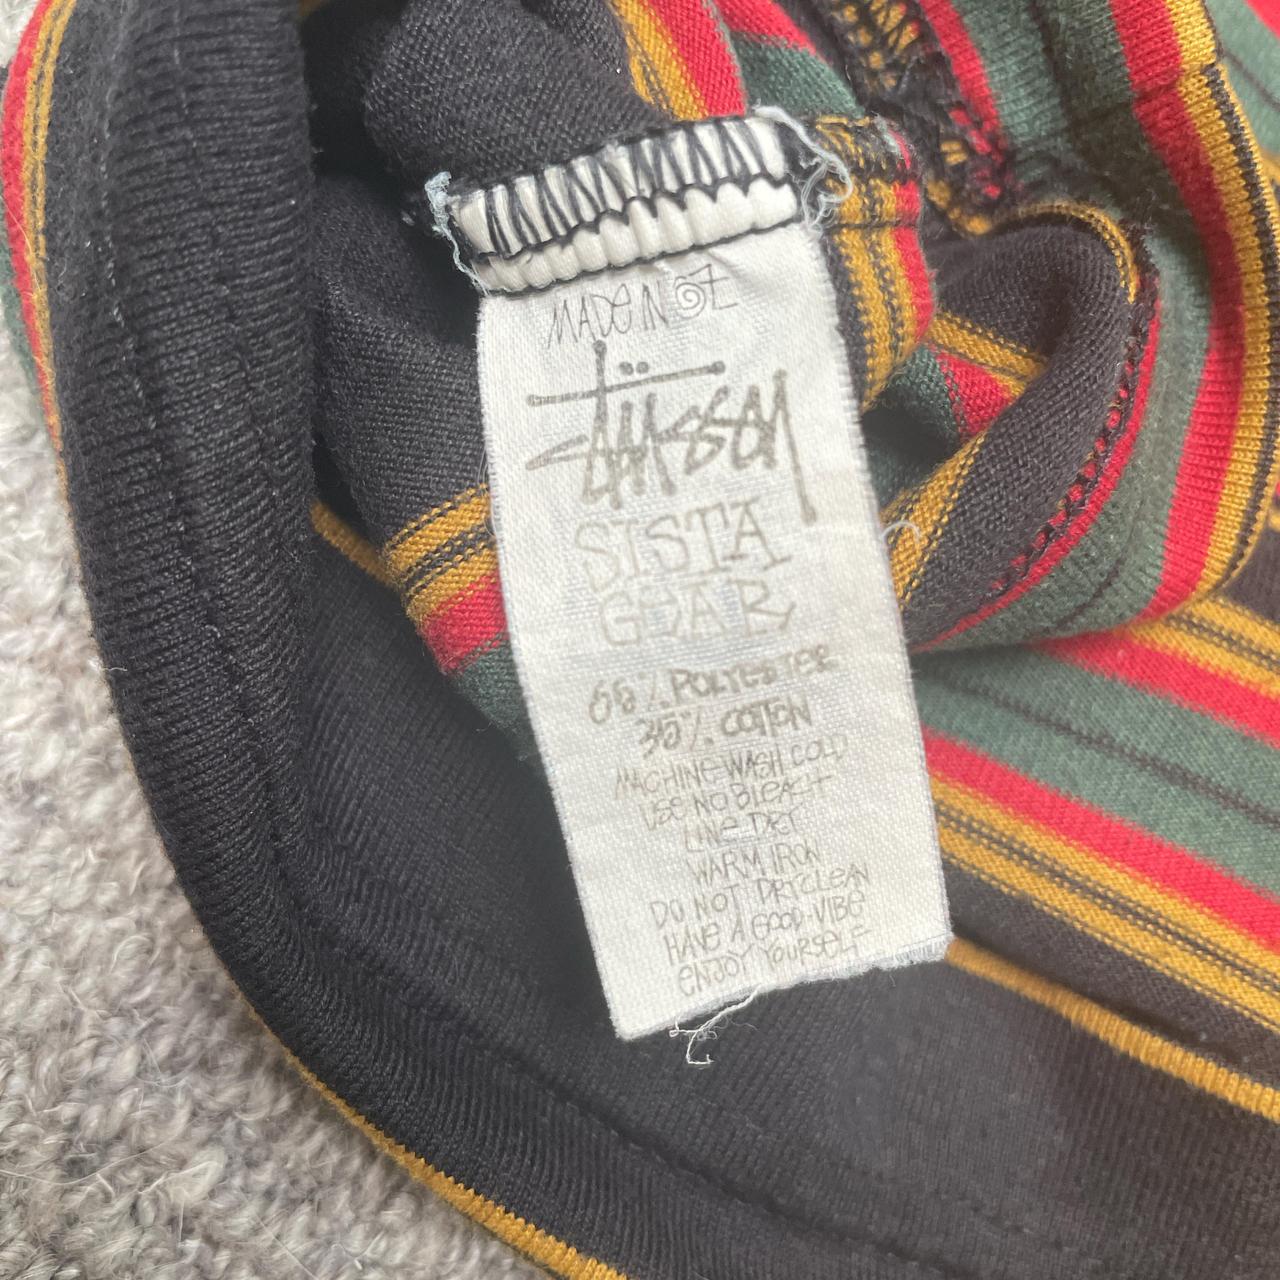 MADE IN OZ
Stüssy
SISTA
GEAR
65% POLYESTER
35% COTTON
MACHINE WASH COLD
USE NO BLEACH
LINE DRY
WARM IRON
DO NOT DRYCLEAN
HAVE A GOOD-VIBE
ENJOY YOURSELF